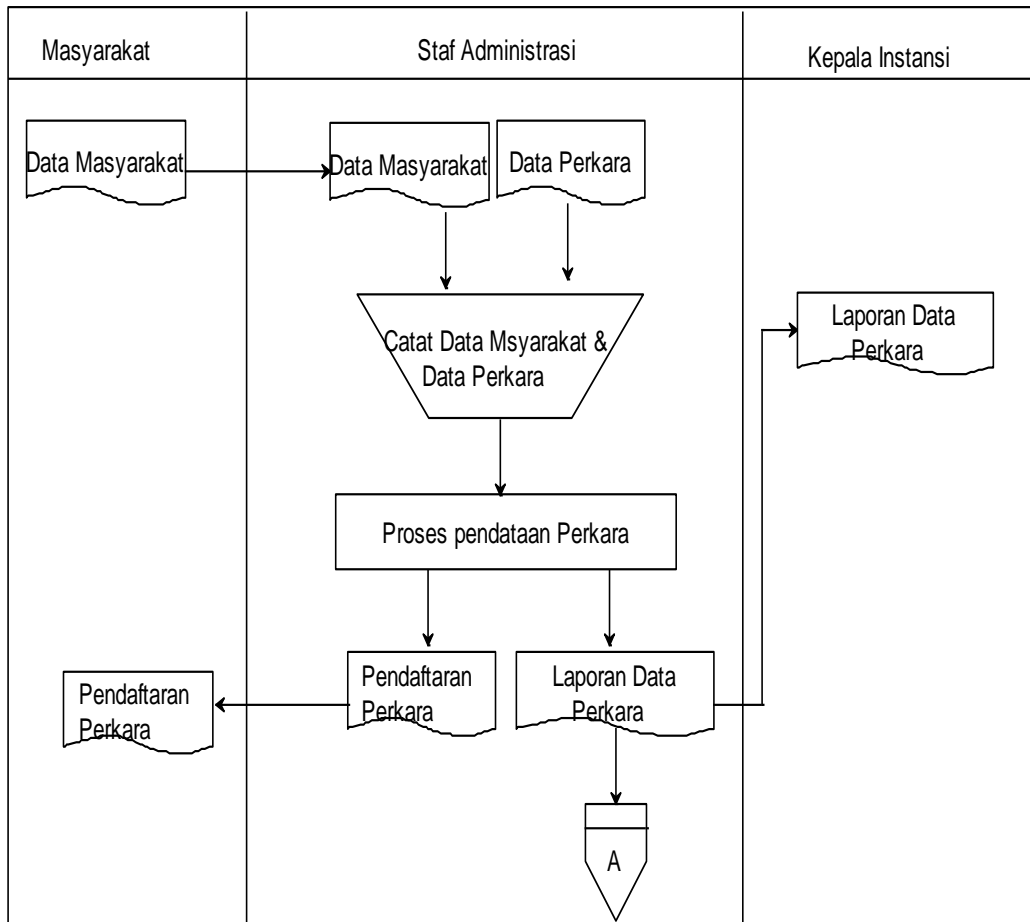 Masyarakat
Staf Administrasi
Kepala Instansi
Data Masyarakat
Data Masyarakat
Data Perkara
Catat Data Msyarakat &
Data Perkara
Laporan Data
Perkara
Proses pendataan Perkara
Pendaftaran
Perkara
Pendaftaran
Perkara
Laporan Data
Perkara
A